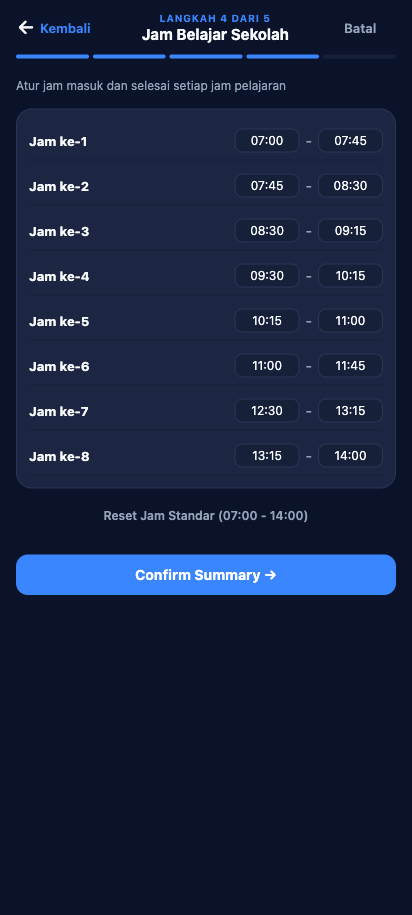 LANGKAH 4 DARI 5
← Kembali
Jam Belajar Sekolah
Batal
Atur jam masuk dan selesai setiap jam pelajaran
Jam ke-1 07:00 - 07:45
Jam ke-2 07:45 - 08:30
Jam ke-3 08:30 - 09:15
Jam ke-4 09:30 - 10:15
Jam ke-5 10:15 - 11:00
Jam ke-6 11:00 - 11:45
Jam ke-7 12:30 - 13:15
Jam ke-8 13:15 - 14:00
Reset Jam Standar (07:00 - 14:00)
Confirm Summary →